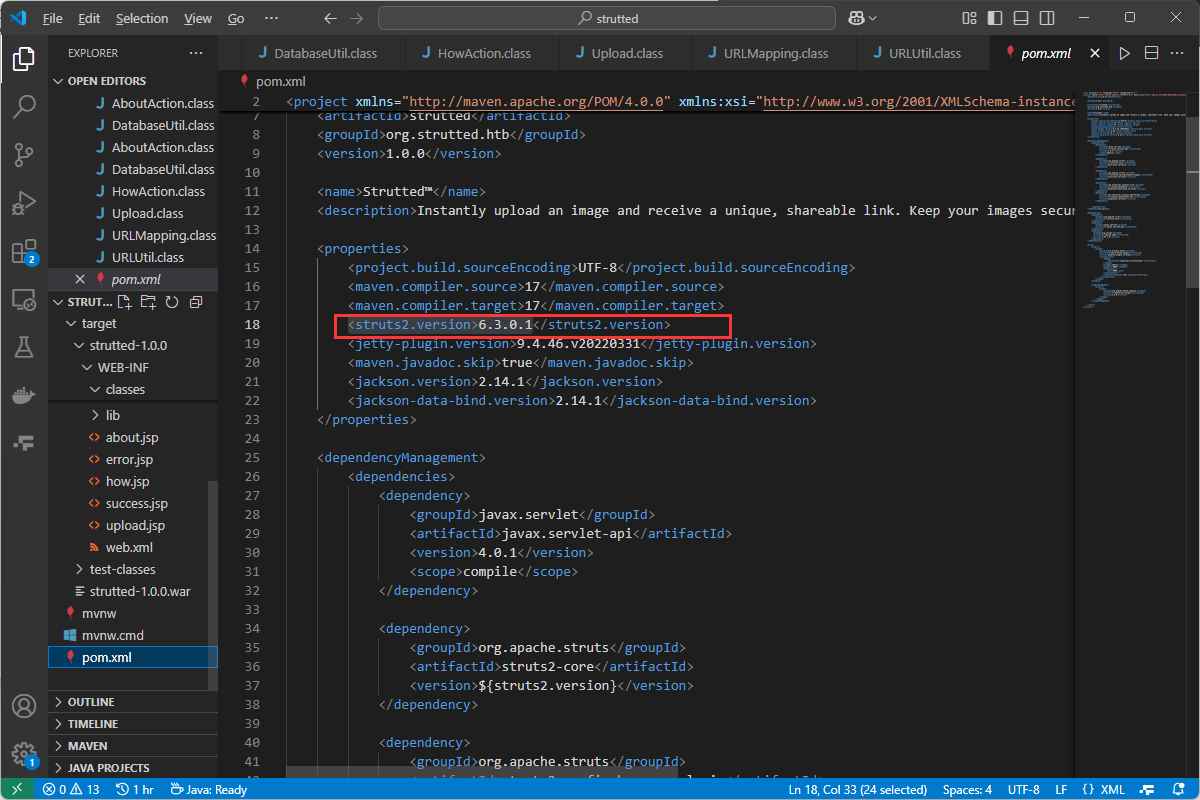 File Edit Selection View Go ··· strutted
EXPLORER ···
OPEN EDITORS
J AboutAction.class
J DatabaseUtil.class
J AboutAction.class
J DatabaseUtil.class
J HowAction.class
J Upload.class
J URLMapping.class
J URLUtil.class
pom.xml
2
STRUT...
target
strutted-1.0.0
WEB-INF
classes
lib
about.jsp
error.jsp
how.jsp
success.jsp
upload.jsp
web.xml
test-classes
strutted-1.0.0.war
mvnw
mvnw.cmd
pom.xml
OUTLINE
TIMELINE
MAVEN
JAVA PROJECTS
1
J DatabaseUtil.class J HowAction.class J Upload.class J URLMapping.class J URLUtil.class pom.xml
pom.xml
2 <project xmlns="http://maven.apache.org/POM/4.0.0" xmlns:xsi="http://www.w3.org/2001/XMLSchema-instance
7 <artifactId>strutted</artifactId>
8 <groupId>org.strutted.htb</groupId>
9 <version>1.0.0</version>
10
11 <name>Strutted™</name>
12 <description>Instantly upload an image and receive a unique, shareable link. Keep your images secur
13
14 <properties>
15 <project.build.sourceEncoding>UTF-8</project.build.sourceEncoding>
16 <maven.compiler.source>17</maven.compiler.source>
17 <maven.compiler.target>17</maven.compiler.target>
18 <struts2.version>6.3.0.1</struts2.version>
19 <jetty-plugin.version>9.4.46.v20220331</jetty-plugin.version>
20 <maven.javadoc.skip>true</maven.javadoc.skip>
21 <jackson.version>2.14.1</jackson.version>
22 <jackson-data-bind.version>2.14.1</jackson-data-bind.version>
23 </properties>
24
25 <dependencyManagement>
26 <dependencies>
27 <dependency>
28 <groupId>javax.servlet</groupId>
29 <artifactId>javax.servlet-api</artifactId>
30 <version>4.0.1</version>
31 <scope>compile</scope>
32 </dependency>
33
34 <dependency>
35 <groupId>org.apache.struts</groupId>
36 <artifactId>struts2-core</artifactId>
37 <version>${struts2.version}</version>
38 </dependency>
39
40 <dependency>
41 <groupId>org.apache.struts</groupId>
0 13 1 hr Java: Ready Ln 18, Col 33 (24 selected) Spaces: 4 UTF-8 LF {} XML